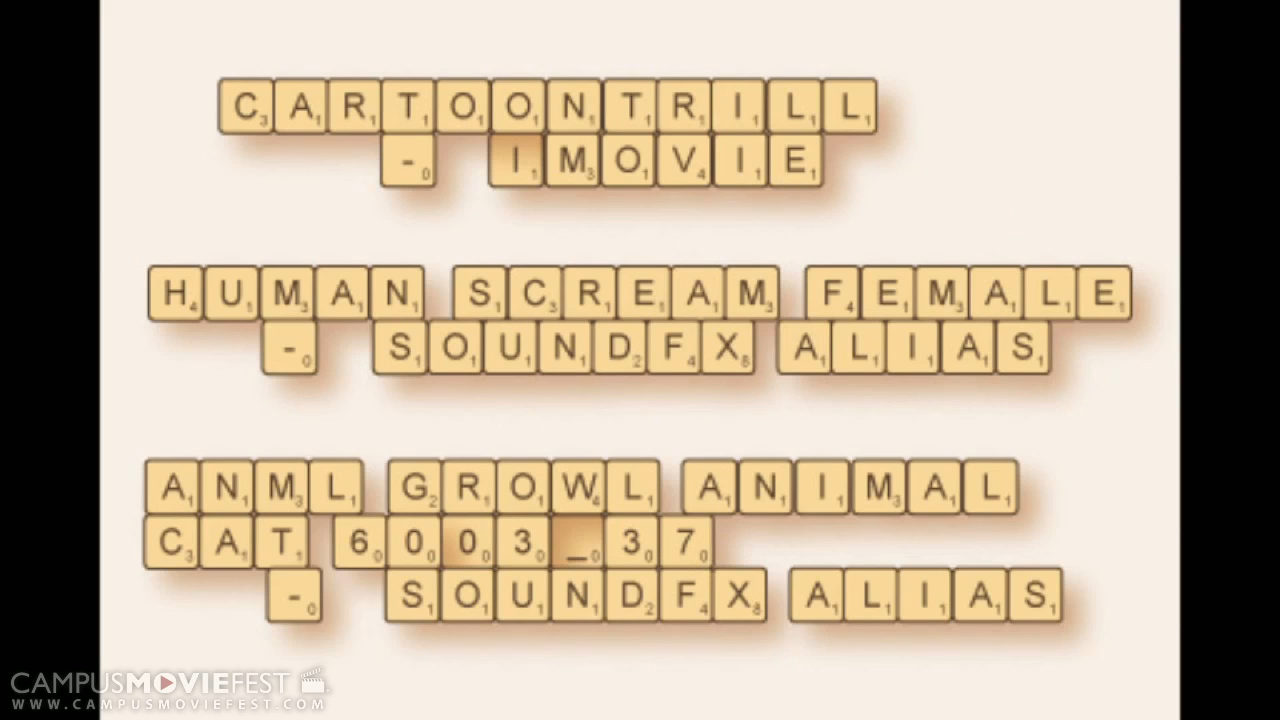 CARTOONTRILL
- IMOVIE
HUMAN SCREAM FEMALE
- SOUNDFX ALIAS
ANML GROWL ANIMAL
CAT 6003_37
- SOUNDFX ALIAS
CAMPUSMOVIEFEST
WWW.CAMPUSMOVIEFEST.COM